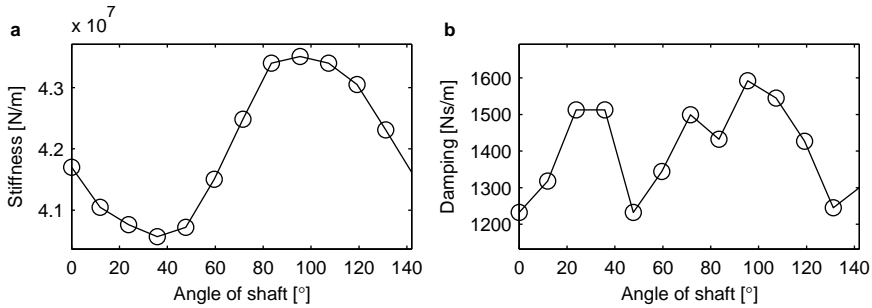 a
x 10^7
Stiffness [N/m]
4.3
4.2
4.1
0 20 40 60 80 100 120 140
Angle of shaft [°]
b
Damping [Ns/m]
1600
1500
1400
1300
1200
0 20 40 60 80 100 120 140
Angle of shaft [°]